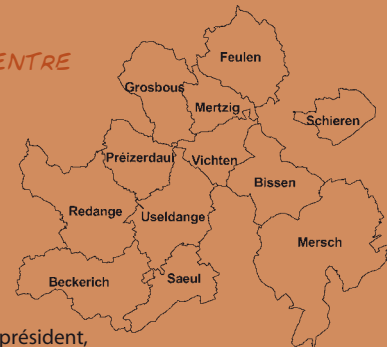 ENTRE
Feulen
Grosbous
Mertzig
Schieren
Préizerdaul
Vichten
Bissen
Redange
Useldange
Mersch
Beckerich
Saeul
président,